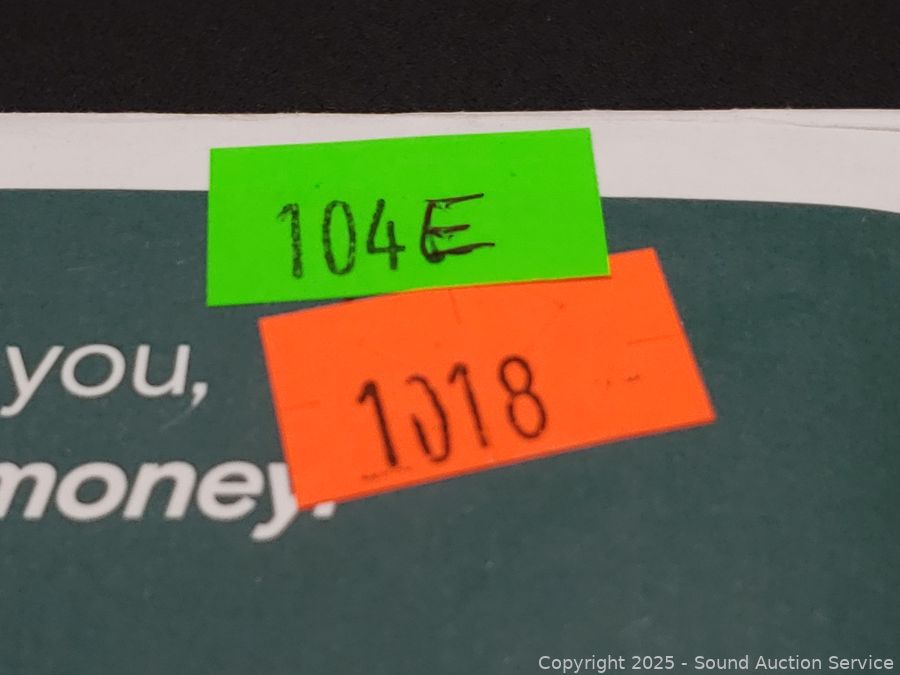 104E
1018
you,
money.
Copyright 2025 - Sound Auction Service